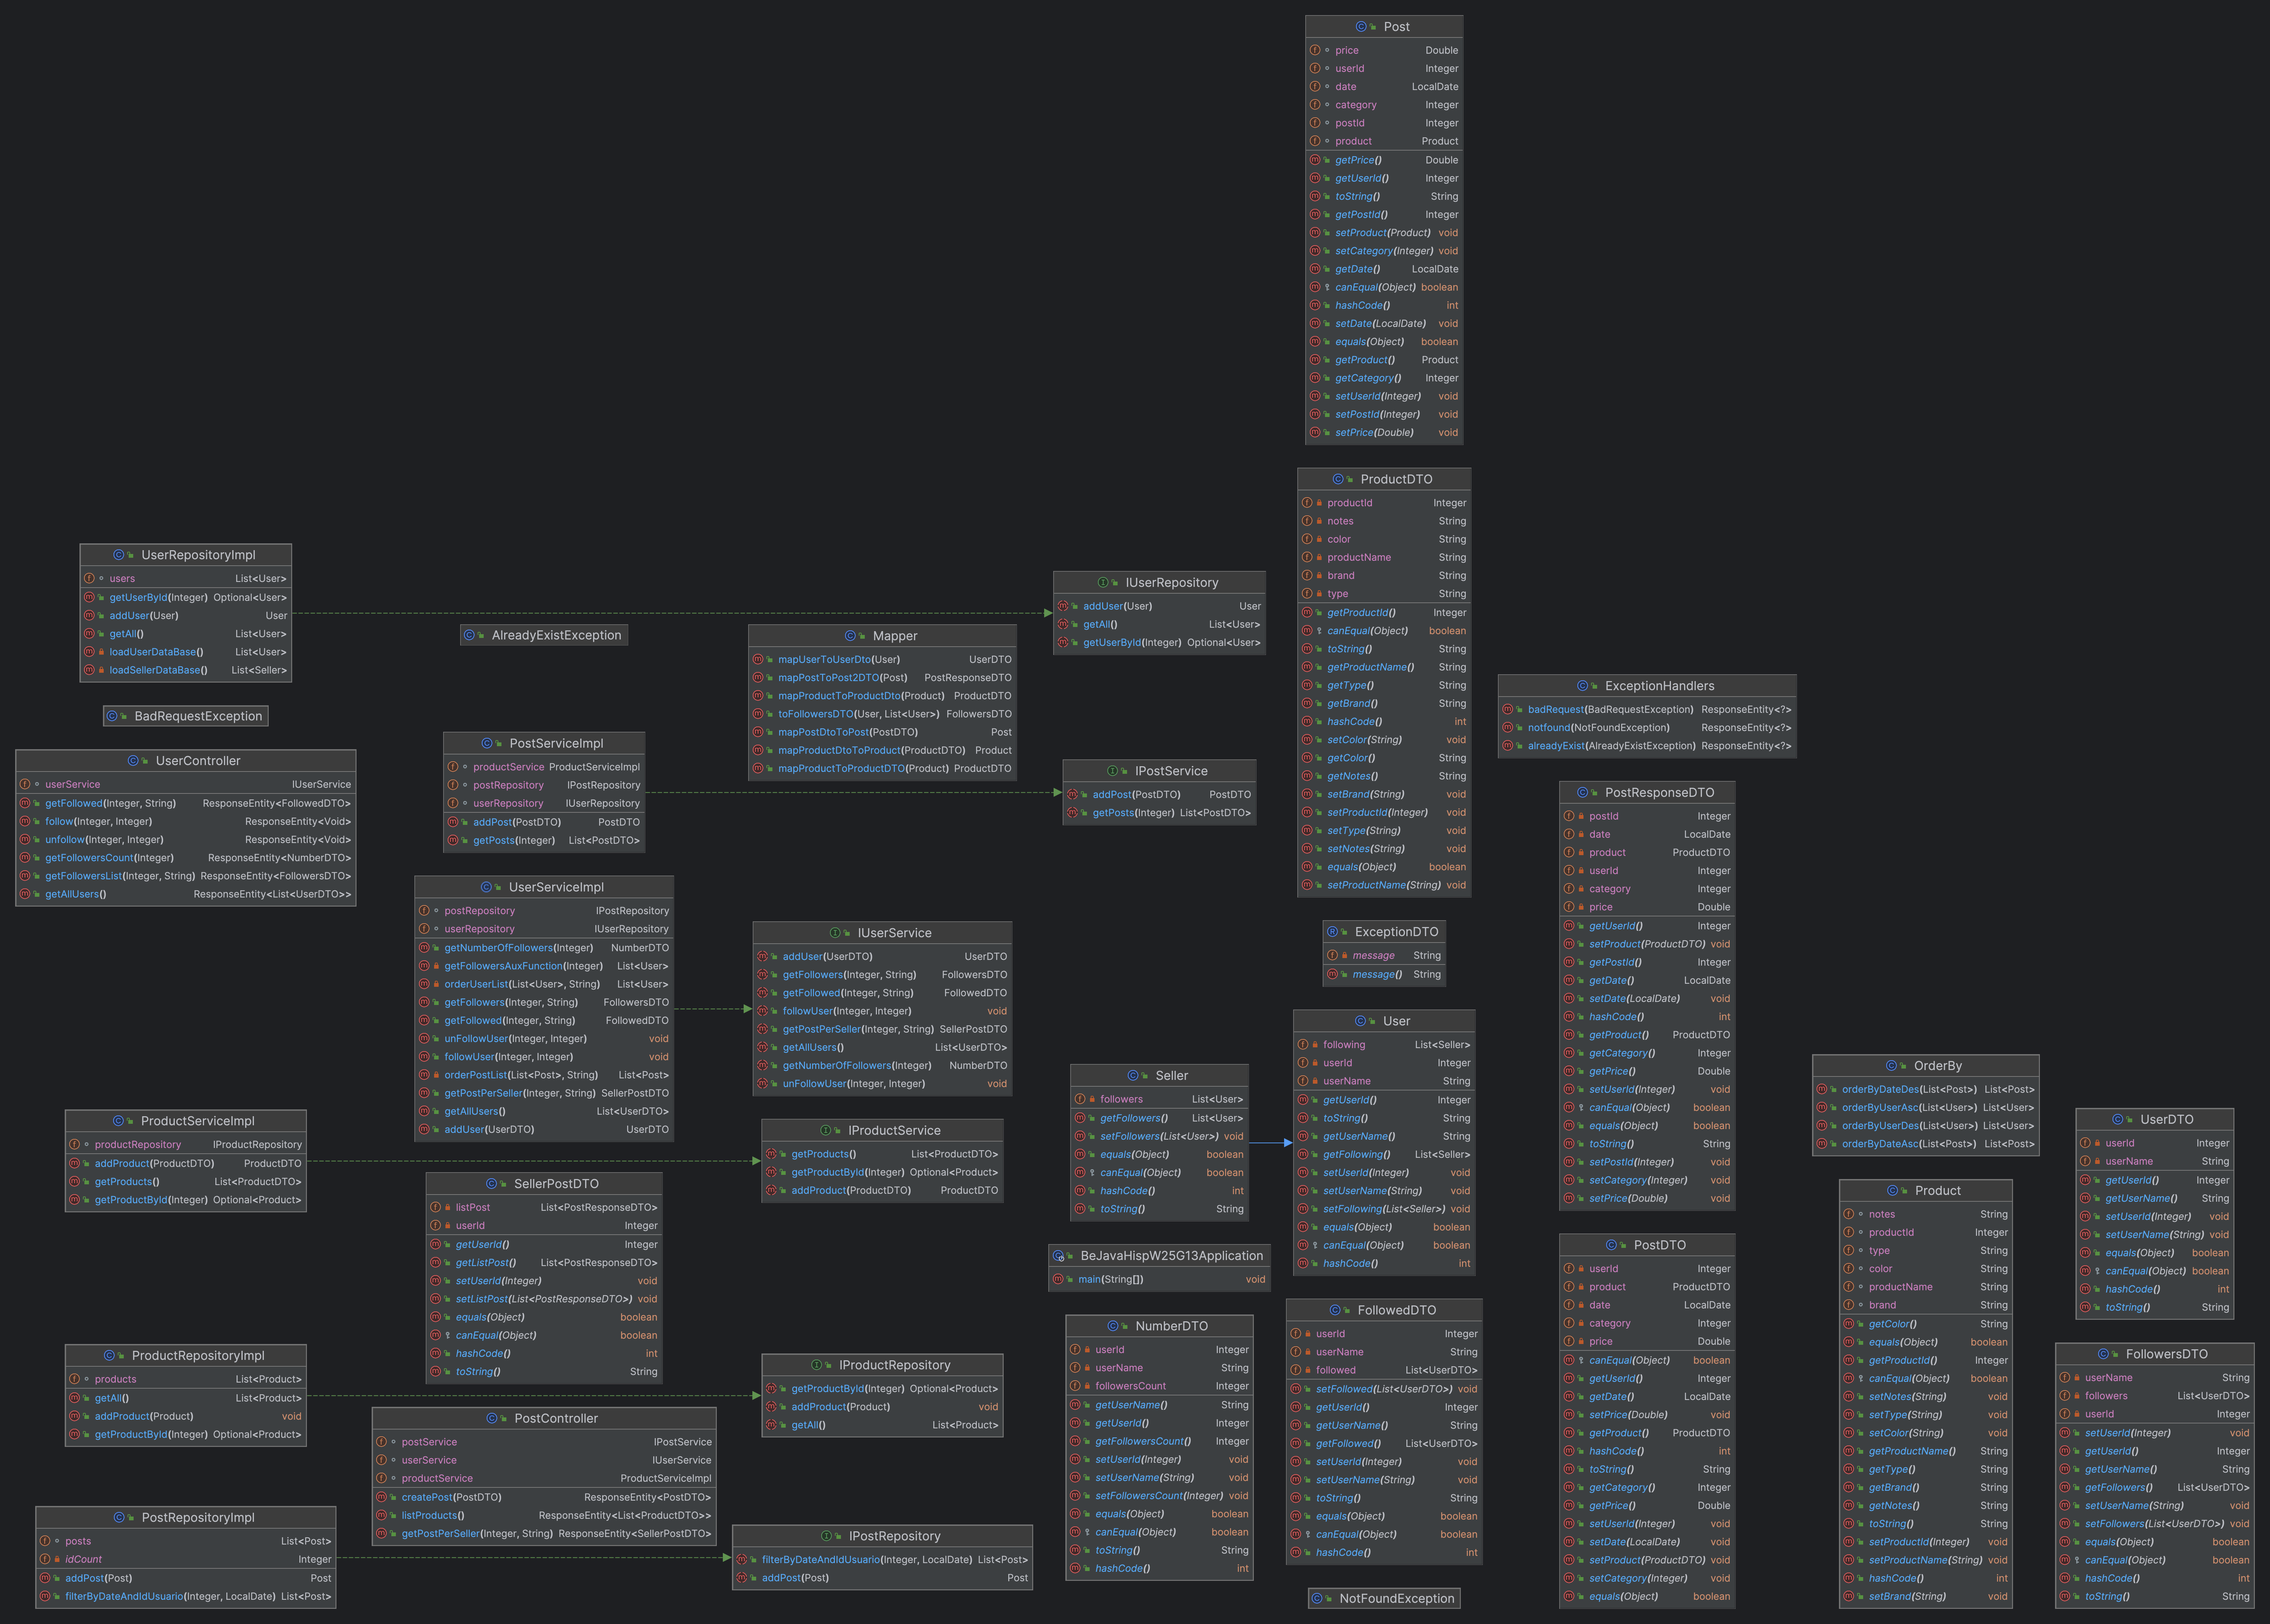 Post
price Double
userId Integer
date LocalDate
category Integer
postId Integer
product Product
getPrice() Double
getUserId() Integer
toString() String
getPostId() Integer
setProduct(Product) void
setCategory(Integer) void
getDate() LocalDate
canEqual(Object) boolean
hashCode() int
setDate(LocalDate) void
equals(Object) boolean
getProduct() Product
getCategory() Integer
setUserId(Integer) void
setPostId(Integer) void
setPrice(Double) void
ProductDTO
productId Integer
notes String
color String
productName String
brand String
type String
getProductId() Integer
canEqual(Object) boolean
toString() String
getProductName() String
getType() String
getBrand() String
hashCode() int
setColor(String) void
getColor() String
getNotes() String
setBrand(String) void
setProductId(Integer) void
setType(String) void
setNotes(String) void
equals(Object) boolean
setProductName(String) void
UserRepositoryImpl
users List<User>
getUserById(Integer) Optional<User>
addUser(User) User
getAll() List<User>
loadUserDataBase() List<User>
loadSellerDataBase() List<Seller>
AlreadyExistException
IUserRepository
addUser(User) User
getAll() List<User>
getUserById(Integer) Optional<User>
Mapper
mapUserToUserDto(User) UserDTO
mapPostToPost2DTO(Post) PostResponseDTO
mapProductToProductDto(Product) ProductDTO
toFollowersDTO(User, List<User>) FollowersDTO
mapPostDtoToPost(PostDTO) Post
mapProductDtoToProduct(ProductDTO) Product
mapProductToProductDTO(Product) ProductDTO
ExceptionHandlers
badRequest(BadRequestException) ResponseEntity<?>
notfound(NotFoundException) ResponseEntity<?>
alreadyExist(AlreadyExistException) ResponseEntity<?>
BadRequestException
UserController
userService IUserService
getFollowed(Integer, String) ResponseEntity<FollowedDTO>
follow(Integer, Integer) ResponseEntity<Void>
unfollow(Integer, Integer) ResponseEntity<Void>
getFollowersCount(Integer) ResponseEntity<NumberDTO>
getFollowersList(Integer, String) ResponseEntity<FollowersDTO>
getAllUsers() ResponseEntity<List<UserDTO>>
PostServiceImpl
productService ProductServiceImpl
postRepository IPostRepository
userRepository IUserRepository
addPost(PostDTO) PostDTO
getPosts(Integer) List<PostDTO>
IPostService
addPost(PostDTO) PostDTO
getPosts(Integer) List<PostDTO>
PostResponseDTO
postId Integer
date LocalDate
product ProductDTO
userId Integer
category Integer
price Double
getUserId() Integer
setProduct(ProductDTO) void
getPostId() Integer
getDate() LocalDate
setDate(LocalDate) void
hashCode() int
getProduct() ProductDTO
getCategory() Integer
getPrice() Double
setUserId(Integer) void
canEqual(Object) boolean
equals(Object) boolean
toString() String
setPostId(Integer) void
setCategory(Integer) void
setPrice(Double) void
UserServiceImpl
postRepository IPostRepository
userRepository IUserRepository
getNumberOfFollowers(Integer) NumberDTO
getFollowersAuxFunction(Integer) List<User>
orderUserList(List<User>, String) List<User>
getFollowers(Integer, String) FollowersDTO
getFollowed(Integer, String) FollowedDTO
unFollowUser(Integer, Integer) void
followUser(Integer, Integer) void
orderPostList(List<Post>, String) List<Post>
getPostPerSeller(Integer, String) SellerPostDTO
getAllUsers() List<UserDTO>
addUser(UserDTO) UserDTO
IUserService
addUser(UserDTO) UserDTO
getFollowers(Integer, String) FollowersDTO
getFollowed(Integer, String) FollowedDTO
followUser(Integer, Integer) void
getPostPerSeller(Integer, String) SellerPostDTO
getAllUsers() List<UserDTO>
getNumberOfFollowers(Integer) NumberDTO
unFollowUser(Integer, Integer) void
ExceptionDTO
message String
message() String
User
following List<Seller>
userId Integer
userName String
getUserId() Integer
toString() String
getUserName() String
getFollowing() List<Seller>
setUserId(Integer) void
setUserName(String) void
setFollowing(List<Seller>) void
equals(Object) boolean
canEqual(Object) boolean
hashCode() int
Seller
followers List<User>
getFollowers() List<User>
setFollowers(List<User>) void
equals(Object) boolean
canEqual(Object) boolean
hashCode() int
toString() String
OrderBy
orderByDateDes(List<Post>) List<Post>
orderByUserAsc(List<User>) List<User>
orderByUserDes(List<User>) List<User>
orderByDateAsc(List<Post>) List<Post>
UserDTO
userId Integer
userName String
getUserId() Integer
getUserName() String
setUserId(Integer) void
setUserName(String) void
equals(Object) boolean
canEqual(Object) boolean
hashCode() int
toString() String
ProductServiceImpl
productRepository IProductRepository
addProduct(ProductDTO) ProductDTO
getProducts() List<ProductDTO>
getProductById(Integer) Optional<Product>
IProductService
getProducts() List<ProductDTO>
getProductById(Integer) Optional<Product>
addProduct(ProductDTO) ProductDTO
SellerPostDTO
listPost List<PostResponseDTO>
userId Integer
getUserId() Integer
getListPost() List<PostResponseDTO>
setUserId(Integer) void
setListPost(List<PostResponseDTO>) void
equals(Object) boolean
canEqual(Object) boolean
hashCode() int
toString() String
Product
notes String
productId Integer
type String
color String
productName String
brand String
getColor() String
equals(Object) boolean
getProductId() Integer
canEqual(Object) boolean
setNotes(String) void
setType(String) void
setColor(String) void
getProductName() String
getType() String
getBrand() String
getNotes() String
toString() String
setProductId(Integer) void
setProductName(String) void
hashCode() int
setBrand(String) void
BeJavaHispW25G13Application
main(String[]) void
PostDTO
userId Integer
product ProductDTO
date LocalDate
category Integer
price Double
canEqual(Object) boolean
getUserId() Integer
getDate() LocalDate
setPrice(Double) void
getProduct() ProductDTO
hashCode() int
toString() String
getCategory() Integer
getPrice() Double
setUserId(Integer) void
setDate(LocalDate) void
setProduct(ProductDTO) void
setCategory(Integer) void
equals(Object) boolean
NumberDTO
userId Integer
userName String
followersCount Integer
getUserName() String
getUserId() Integer
getFollowersCount() Integer
setUserId(Integer) void
setUserName(String) void
setFollowersCount(Integer) void
equals(Object) boolean
canEqual(Object) boolean
toString() String
hashCode() int
FollowedDTO
userId Integer
userName String
followed List<UserDTO>
setFollowed(List<UserDTO>) void
getUserId() Integer
getUserName() String
getFollowed() List<UserDTO>
setUserId(Integer) void
setUserName(String) void
toString() String
equals(Object) boolean
canEqual(Object) boolean
hashCode() int
FollowersDTO
userName String
followers List<UserDTO>
userId Integer
setUserId(Integer) void
getUserId() Integer
getUserName() String
getFollowers() List<UserDTO>
setUserName(String) void
setFollowers(List<UserDTO>) void
equals(Object) boolean
canEqual(Object) boolean
hashCode() int
toString() String
ProductRepositoryImpl
products List<Product>
getAll() List<Product>
addProduct(Product) void
getProductById(Integer) Optional<Product>
IProductRepository
getProductById(Integer) Optional<Product>
addProduct(Product) void
getAll() List<Product>
PostController
postService IPostService
userService IUserService
productService ProductServiceImpl
createPost(PostDTO) ResponseEntity<PostDTO>
listProducts() ResponseEntity<List<ProductDTO>>
getPostPerSeller(Integer, String) ResponseEntity<SellerPostDTO>
PostRepositoryImpl
posts List<Post>
idCount Integer
addPost(Post) Post
filterByDateAndIdUsuario(Integer, LocalDate) List<Post>
IPostRepository
filterByDateAndIdUsuario(Integer, LocalDate) List<Post>
addPost(Post) Post
NotFoundException